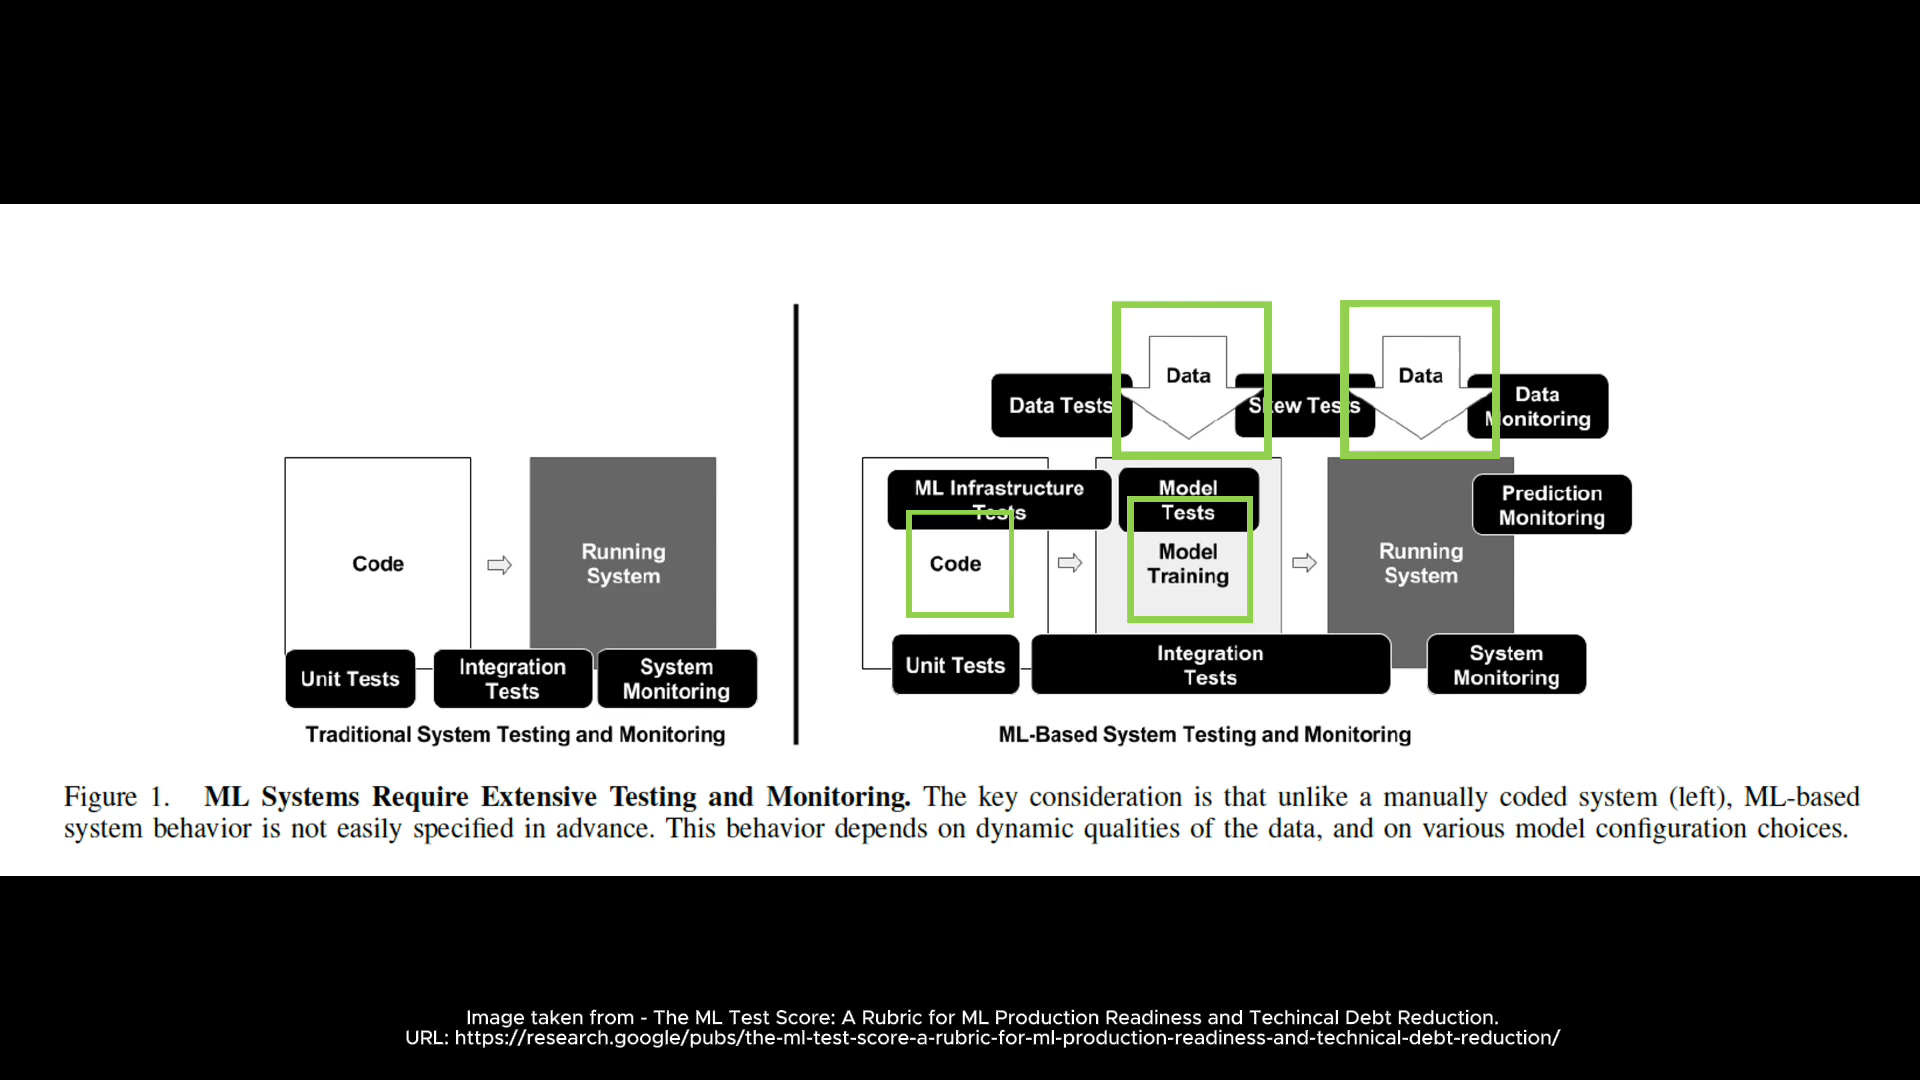 Code
Running
System
Unit Tests
Integration
Tests
System
Monitoring
Traditional System Testing and Monitoring
Data
Data
Data Tests
Skew Tests
Data
Monitoring
ML Infrastructure
Tests
Model
Tests
Prediction
Monitoring
Code
Model
Training
Running
System
Unit Tests
Integration
Tests
System
Monitoring
ML-Based System Testing and Monitoring
Figure 1. ML Systems Require Extensive Testing and Monitoring. The key consideration is that unlike a manually coded system (left), ML-based
system behavior is not easily specified in advance. This behavior depends on dynamic qualities of the data, and on various model configuration choices.
Image taken from - The ML Test Score: A Rubric for ML Production Readiness and Techincal Debt Reduction.
URL: https://research.google/pubs/the-ml-test-score-a-rubric-for-ml-production-readiness-and-technical-debt-reduction/